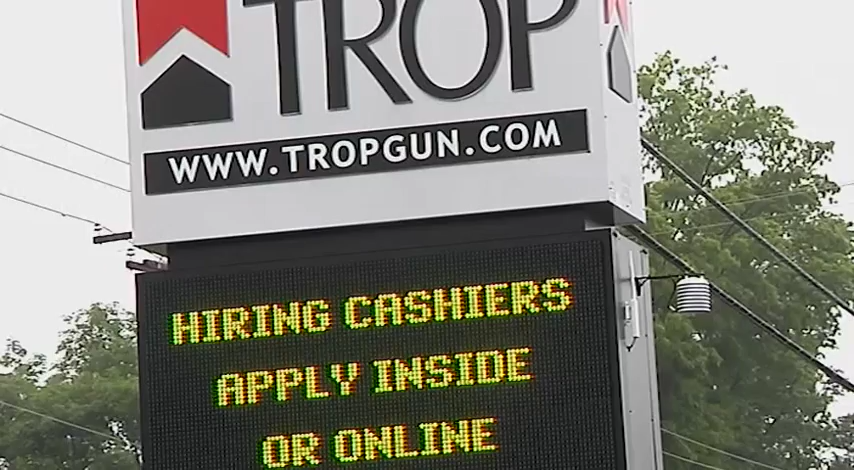 TROP
WWW.TROPGUN.COM
HIRING CASHIERS
APPLY INSIDE
OR ONLINE